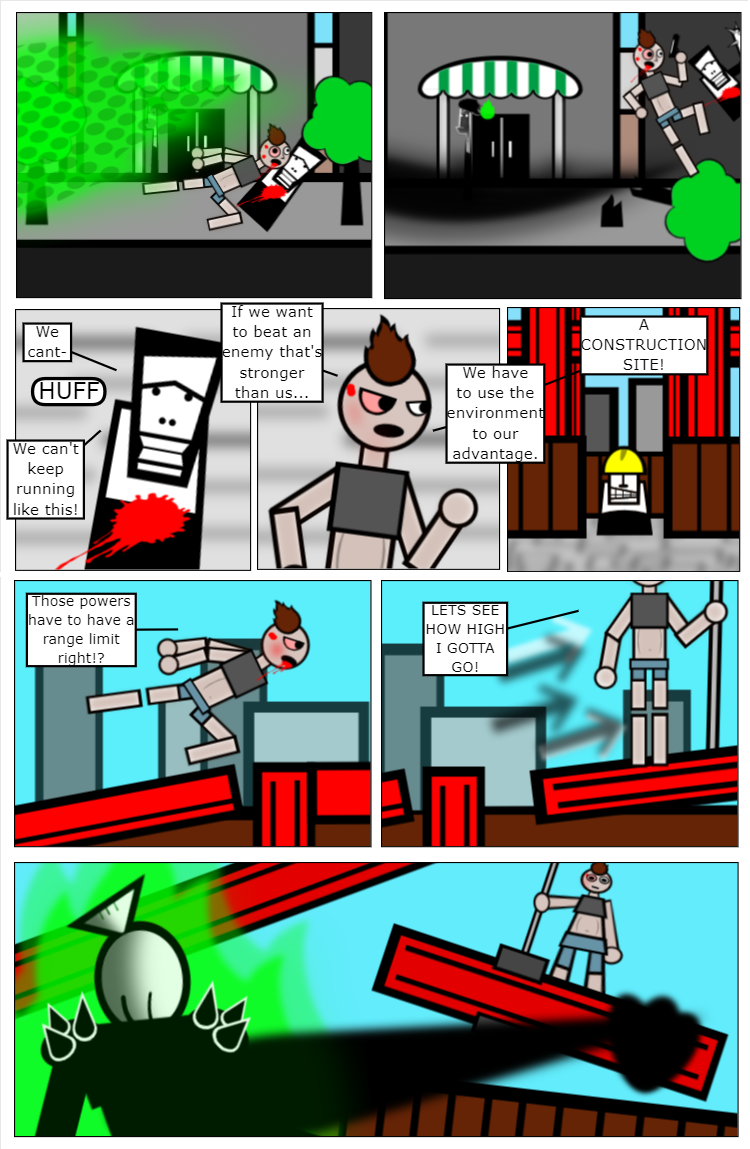 We
cant-
HUFF
We can't
keep
running
like this!
If we want
to beat an
enemy that's
stronger
than us...
We have
to use the
environment
to our
advantage.
A
CONSTRUCTION
SITE!
Those powers
have to have a
range limit
right!?
LETS SEE
HOW HIGH
I GOTTA
GO!